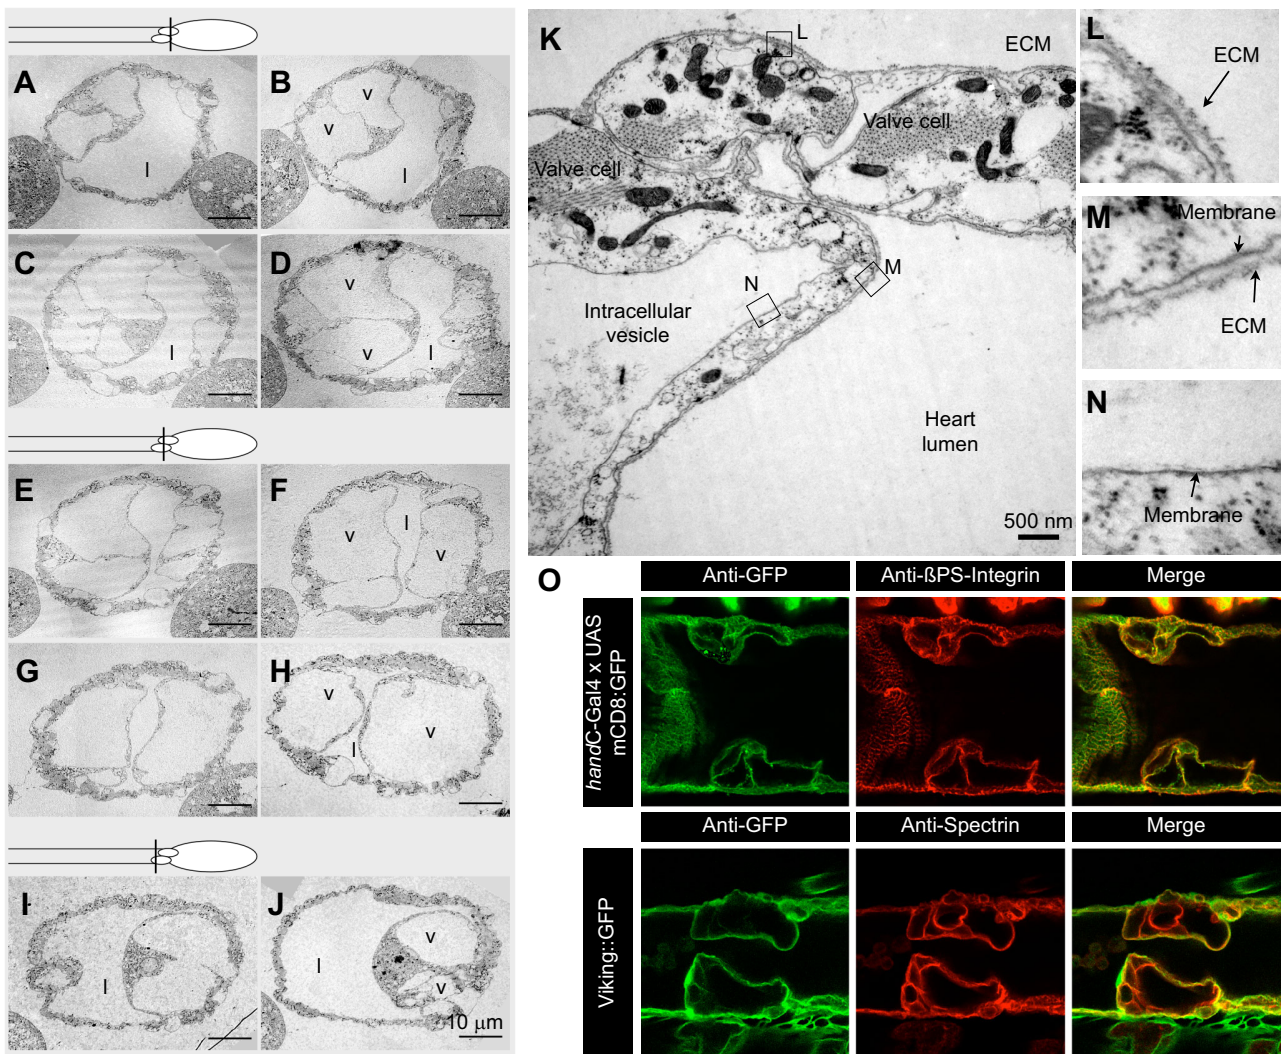 A
l
B
v
v
l
C
l
D
v
v
l
E
F
v
l
v
G
H
v
v
l
I
l
J
l
v
v
10 µm
K
L
ECM
Valve cell
Valve cell
N
M
Intracellular
vesicle
Heart
lumen
500 nm
L
ECM
M
Membrane
ECM
N
Membrane
O
Anti-GFP
Anti-ßPS-Integrin
Merge
handC-Gal4 x UAS
mCD8:GFP
Anti-GFP
Anti-Spectrin
Merge
Viking::GFP